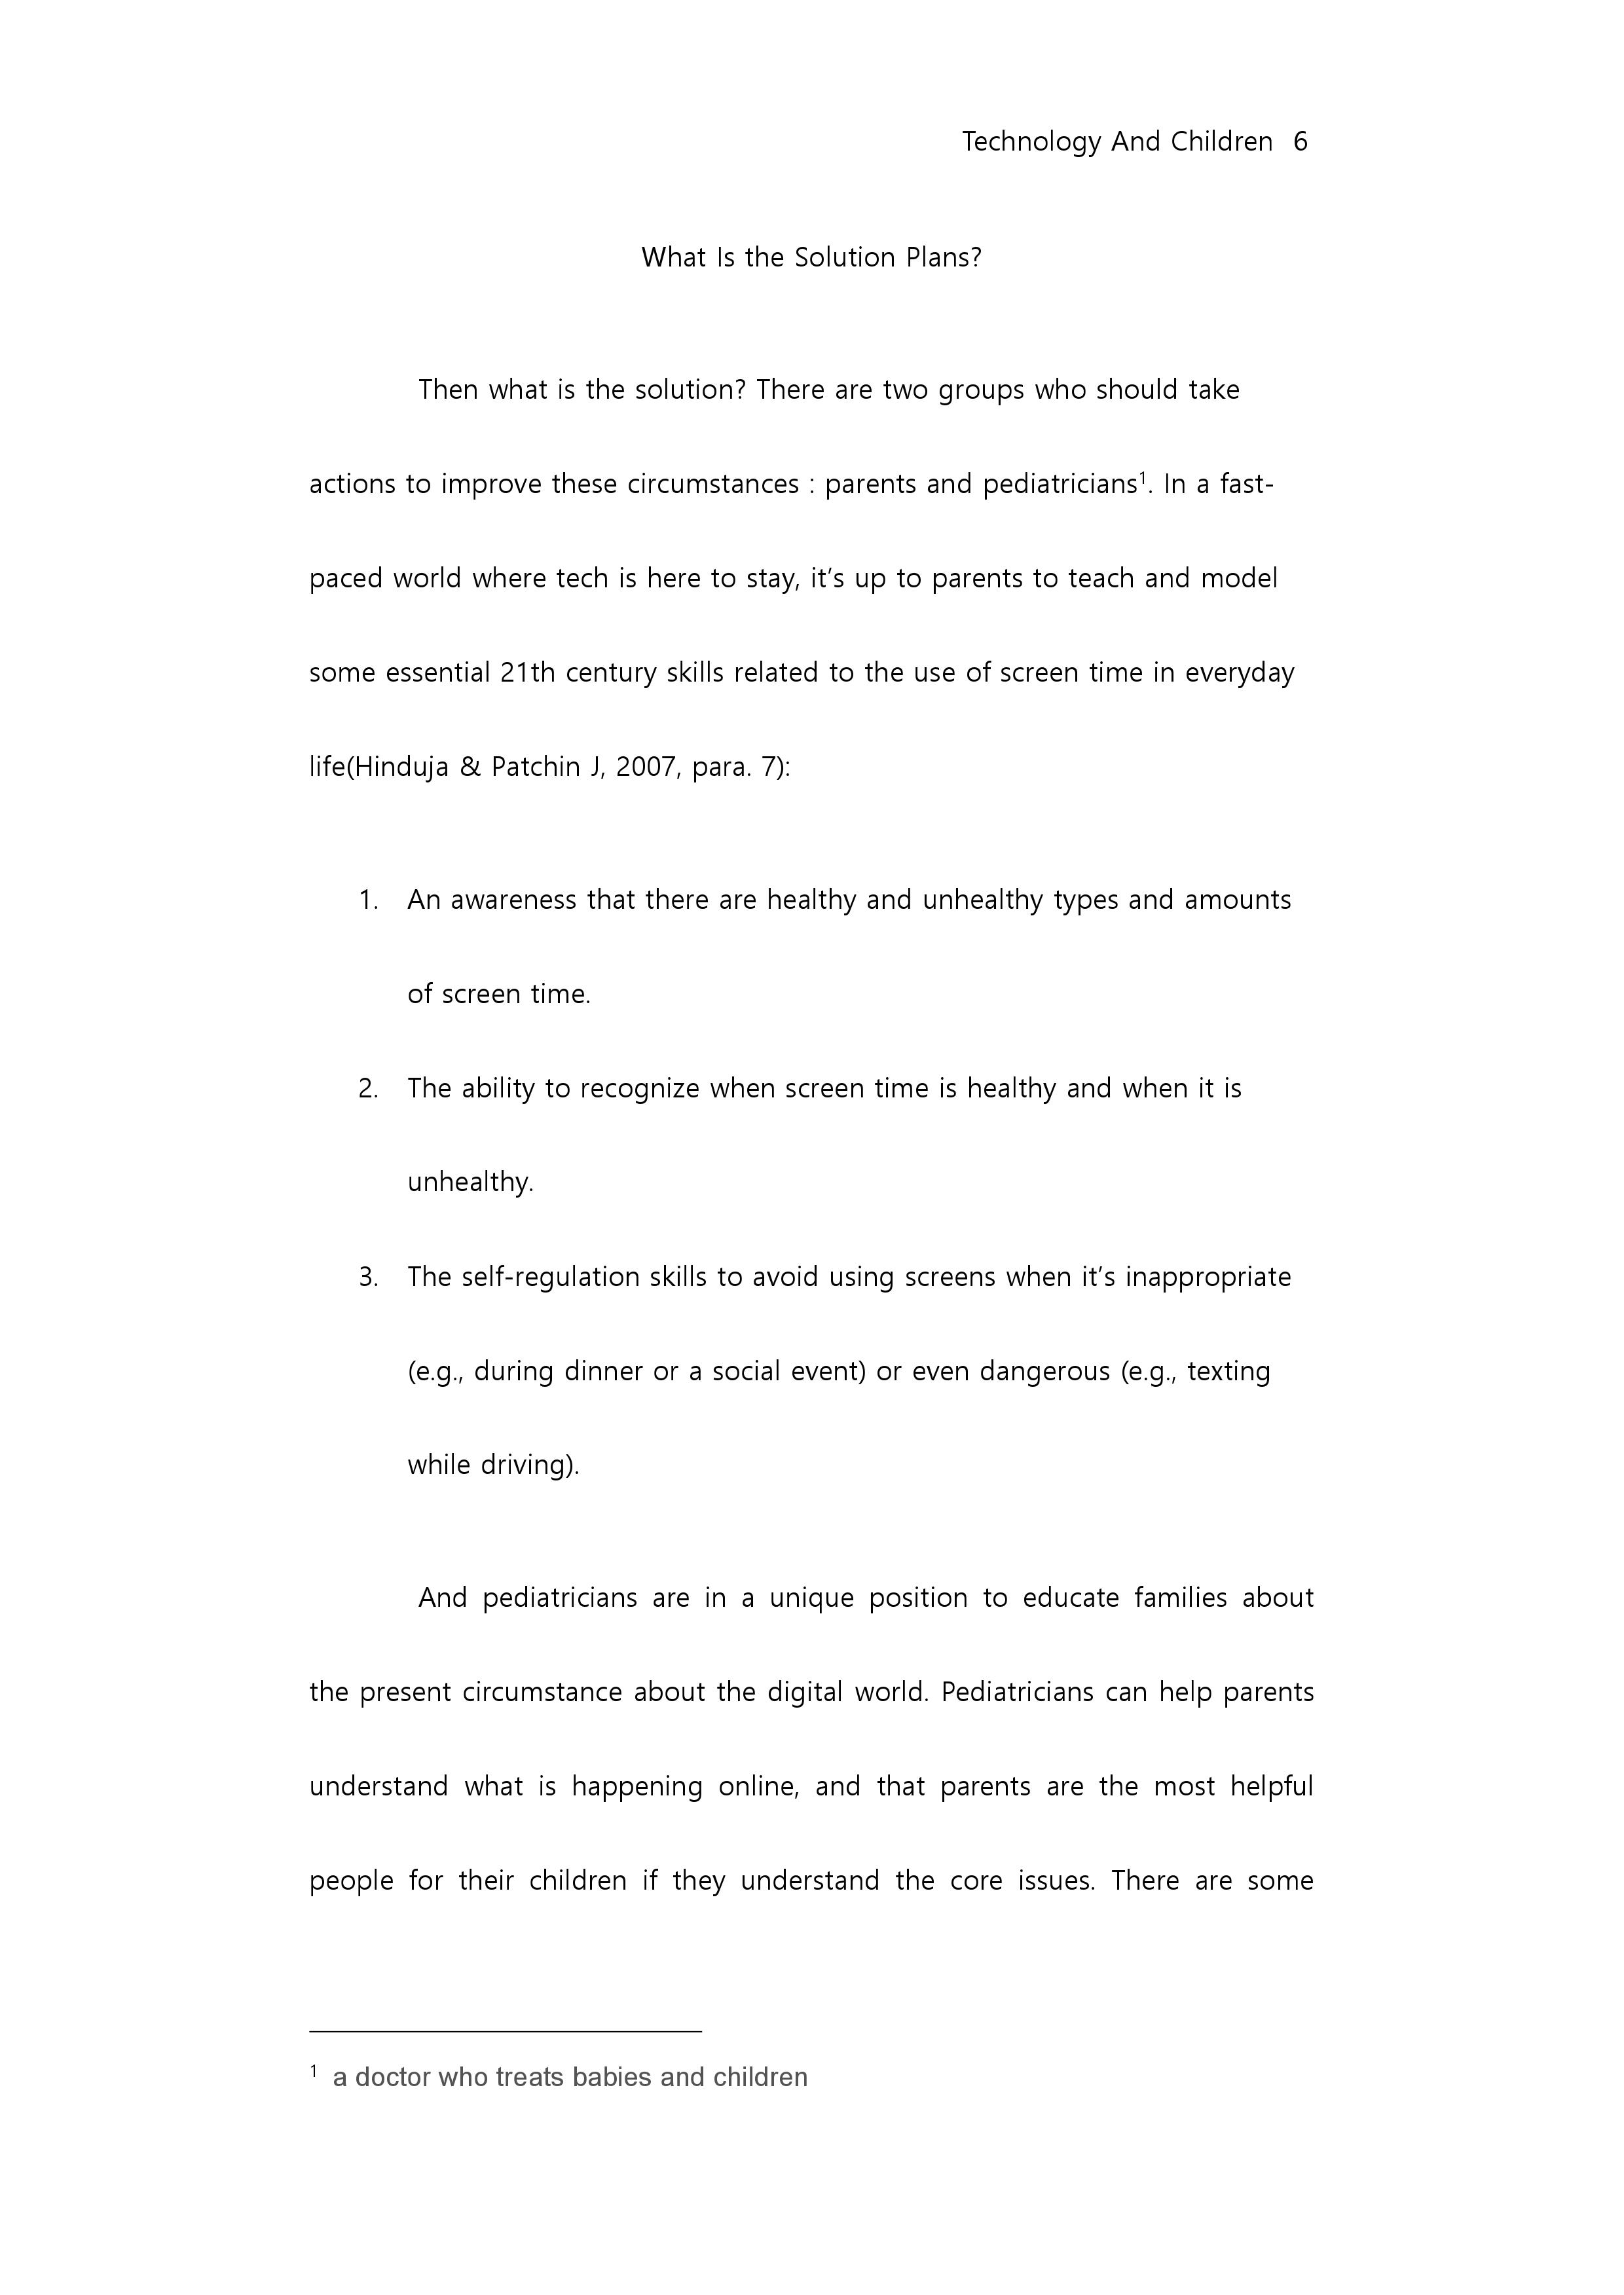 Technology And Children 6
What Is the Solution Plans?
Then what is the solution? There are two groups who should take
actions to improve these circumstances : parents and pediatricians¹. In a fast-
paced world where tech is here to stay, it’s up to parents to teach and model
some essential 21th century skills related to the use of screen time in everyday
life(Hinduja & Patchin J, 2007, para. 7):
1. An awareness that there are healthy and unhealthy types and amounts
of screen time.
2. The ability to recognize when screen time is healthy and when it is
unhealthy.
3. The self-regulation skills to avoid using screens when it’s inappropriate
(e.g., during dinner or a social event) or even dangerous (e.g., texting
while driving).
And pediatricians are in a unique position to educate families about
the present circumstance about the digital world. Pediatricians can help parents
understand what is happening online, and that parents are the most helpful
people for their children if they understand the core issues. There are some
¹ a doctor who treats babies and children